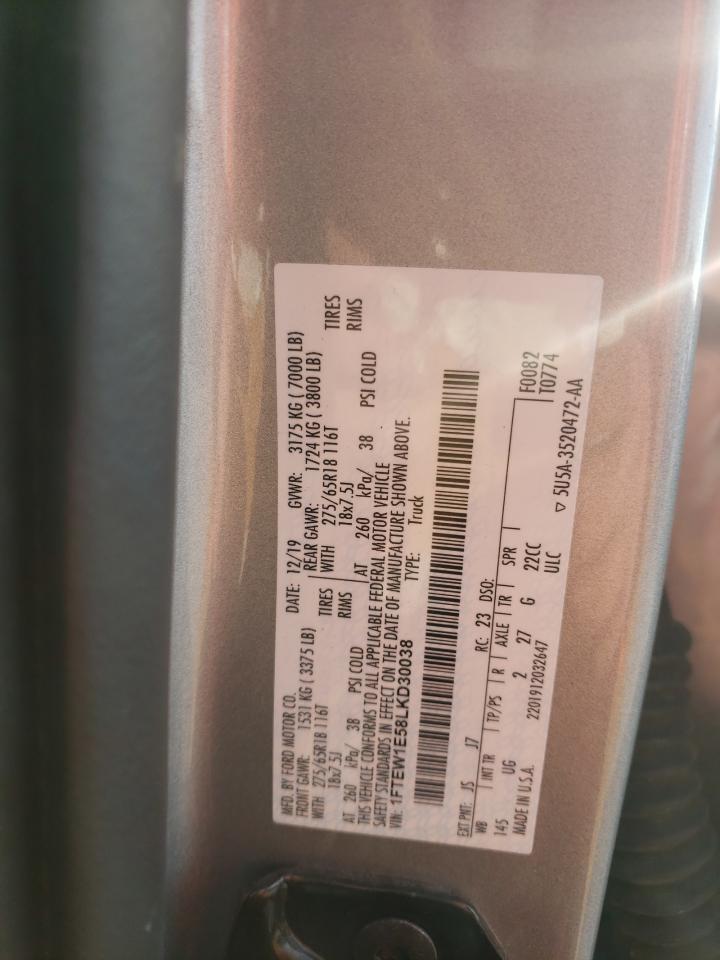 MFD. BY FORD MOTOR CO.
DATE: 12/19 GVWR: 3175 KG ( 7000 LB)
FRONT GAWR: 1531 KG ( 3375 LB) REAR GAWR: 1724 KG ( 3800 LB)
WITH 275/65R18 116T TIRES WITH 275/65R18 116T TIRES
18x7.5J RIMS 18x7.5J RIMS
AT 260 kPa/ 38 PSI COLD AT 260 kPa/ 38 PSI COLD
THIS VEHICLE CONFORMS TO ALL APPLICABLE FEDERAL MOTOR VEHICLE
SAFETY STANDARDS IN EFFECT ON THE DATE OF MANUFACTURE SHOWN ABOVE.
VIN: 1FTEW1E58LKD30038 TYPE: Truck
EXT PNT: JS J7 RC: 23 DSO: F0082
WB INT TR TP/PS R AXLE TR SPR T0774
145 UG 2 27 G 22CC
MADE IN U.S.A. 2201912032647 ULC ▽ 5U5A-3520472-AA